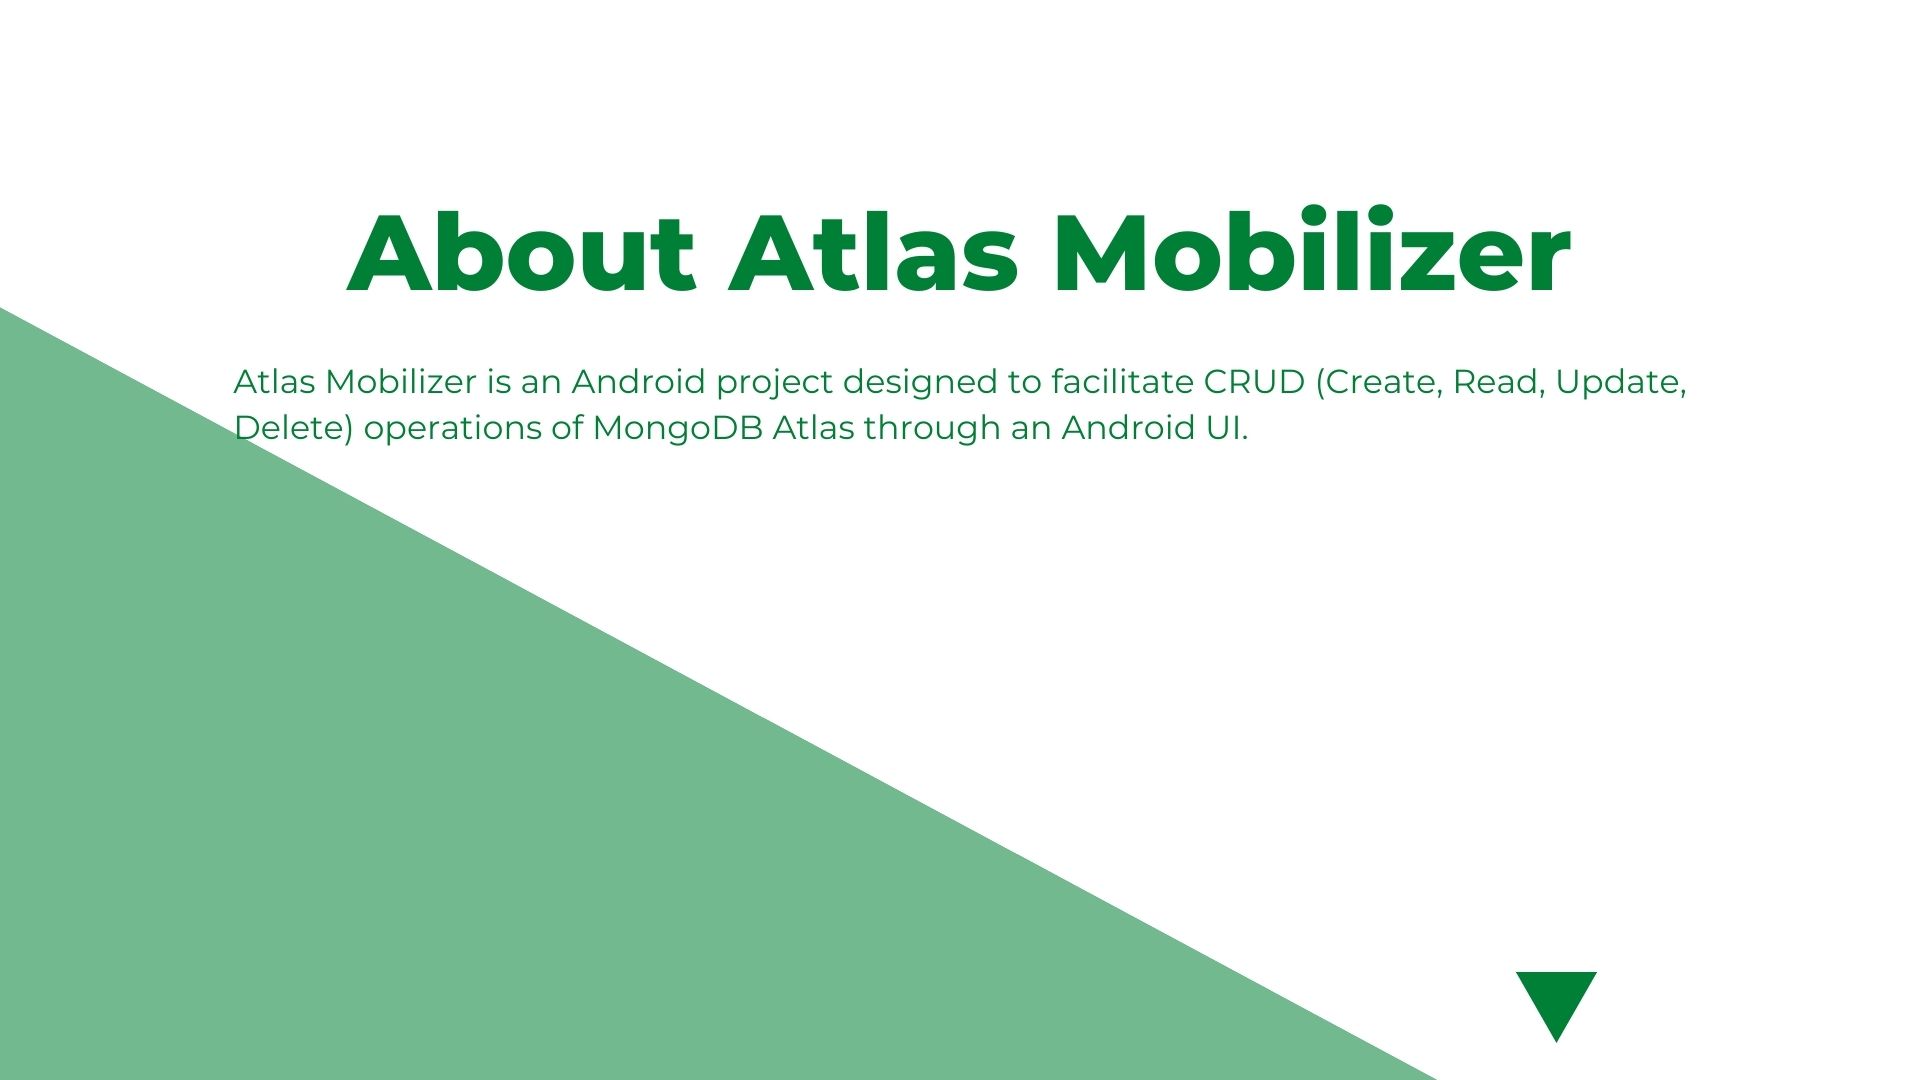 About Atlas Mobilizer
Atlas Mobilizer is an Android project designed to facilitate CRUD (Create, Read, Update,
Delete) operations of MongoDB Atlas through an Android UI.